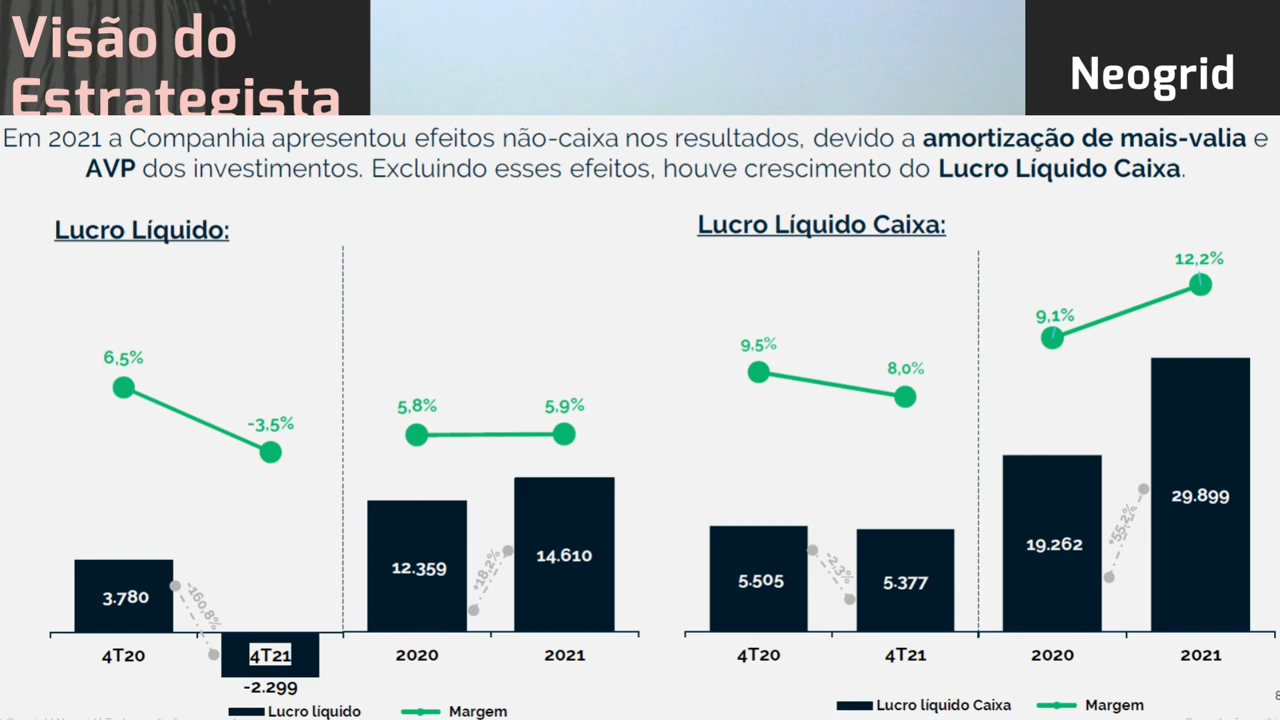 Visão do
Estrategista
Neogrid
Em 2021 a Companhia apresentou efeitos não-caixa nos resultados, devido a amortização de mais-valia e
AVP dos investimentos. Excluindo esses efeitos, houve crescimento do Lucro Líquido Caixa.
Lucro Líquido:
6,5%
-3,5%
5,8%
5,9%
3.780
-160,8%
12.359
+18,2%
14.610
4T20
4T21
2020
2021
-2.299
Lucro líquido
Margem
Lucro Líquido Caixa:
9,5%
8,0%
9,1%
12,2%
5.505
-2,3%
5.377
19.262
+55,2%
29.899
4T20
4T21
2020
2021
Lucro líquido Caixa
Margem
8